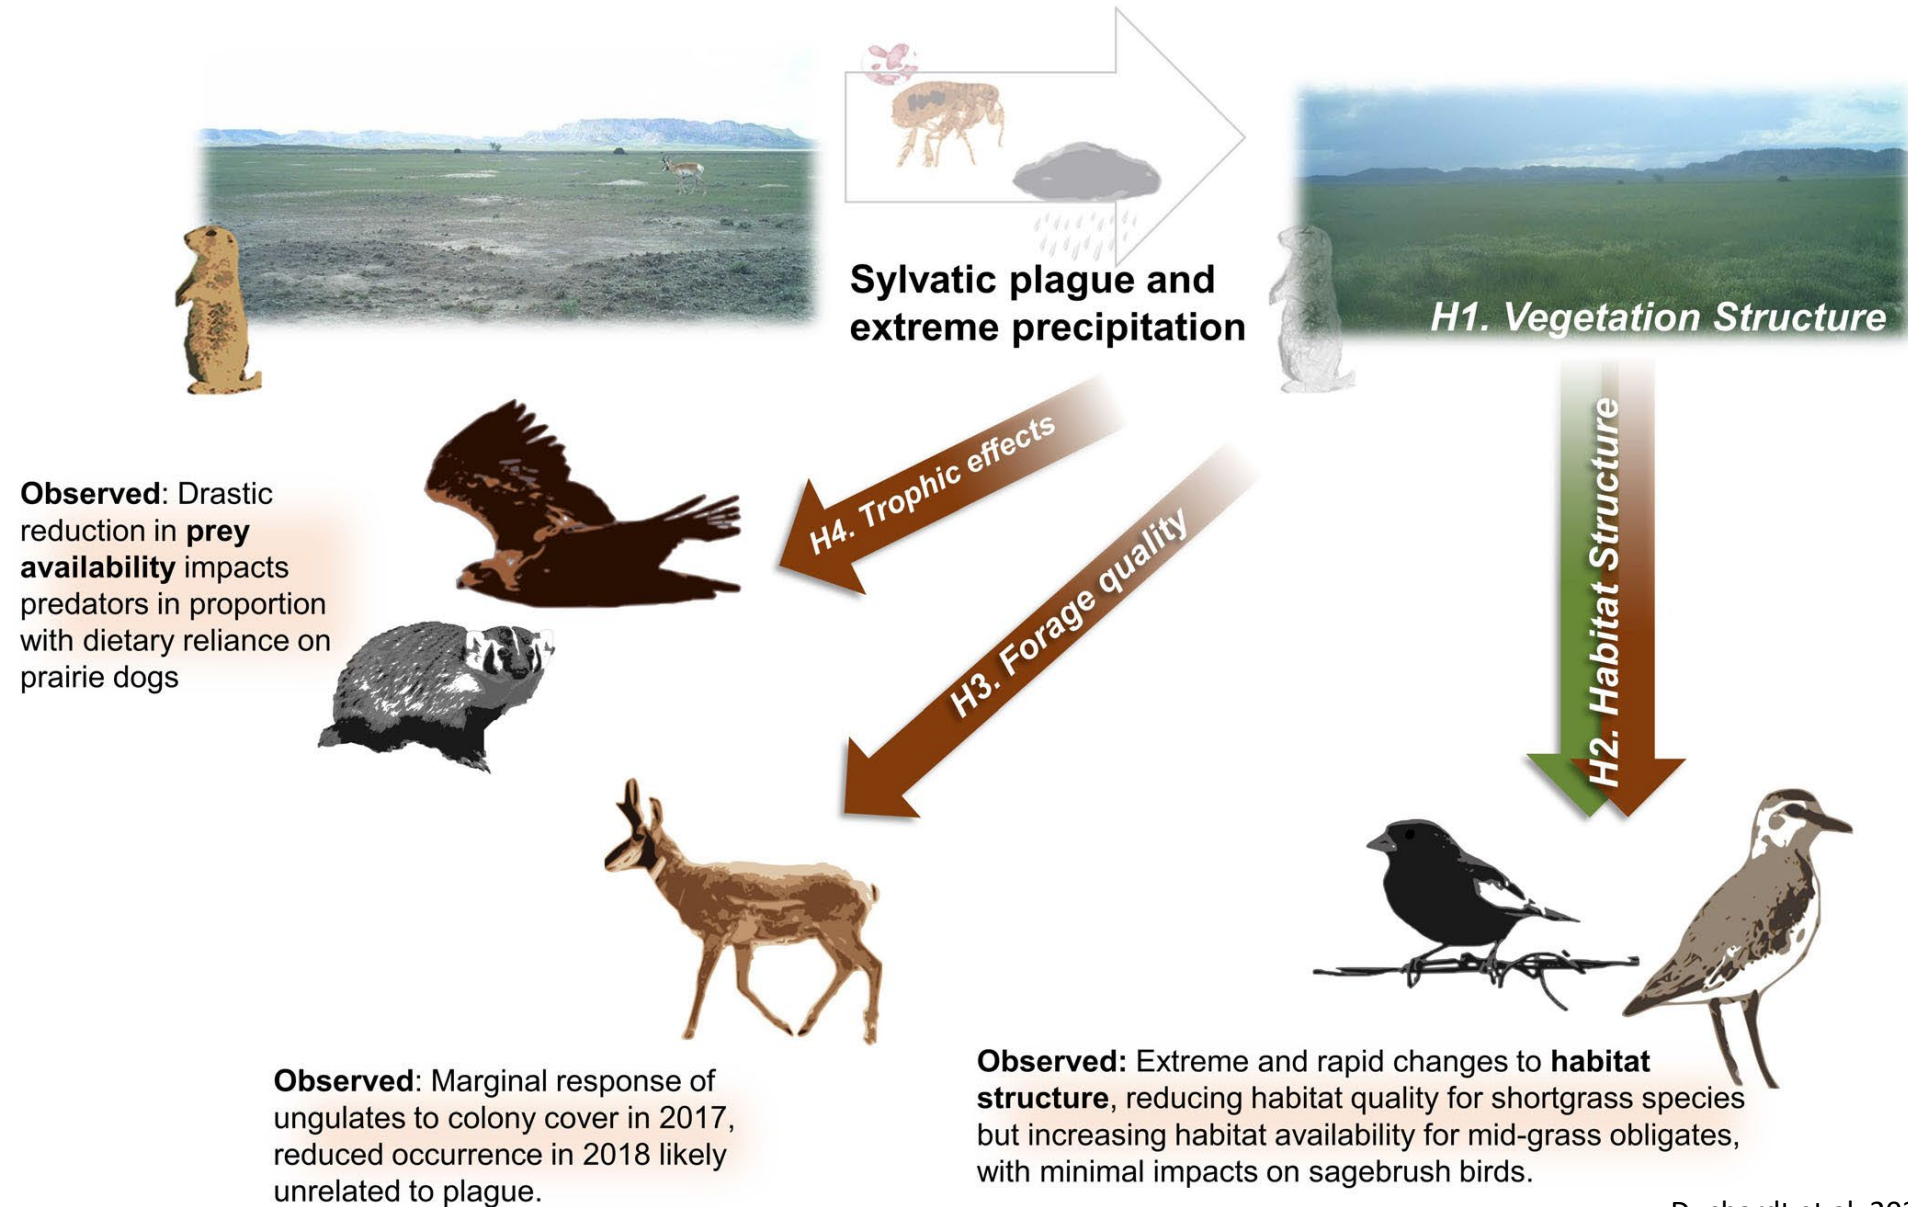 Sylvatic plague and
extreme precipitation
H1. Vegetation Structure
H4. Trophic effects
H3. Forage quality
H2. Habitat Structure
Observed: Drastic
reduction in prey
availability impacts
predators in proportion
with dietary reliance on
prairie dogs
Observed: Marginal response of
ungulates to colony cover in 2017,
reduced occurrence in 2018 likely
unrelated to plague.
Observed: Extreme and rapid changes to habitat
structure, reducing habitat quality for shortgrass species
but increasing habitat availability for mid-grass obligates,
with minimal impacts on sagebrush birds.
et al.